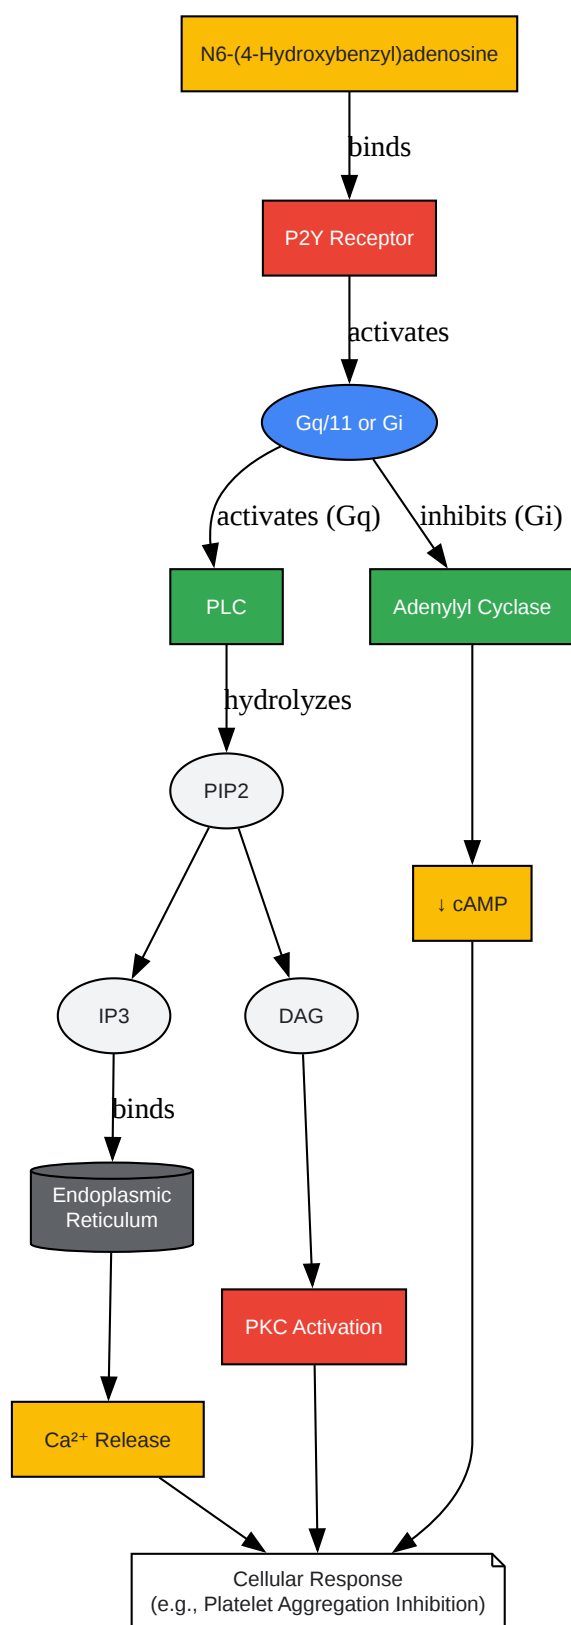 N6-(4-Hydroxybenzyl)adenosine
binds
P2Y Receptor
activates
Gq/11 or Gi
activates (Gq)
inhibits (Gi)
PLC
Adenylyl Cyclase
hydrolyzes
PIP2
↓ cAMP
IP3
DAG
binds
Endoplasmic
Reticulum
PKC Activation
Ca²⁺ Release
Cellular Response
(e.g., Platelet Aggregation Inhibition)